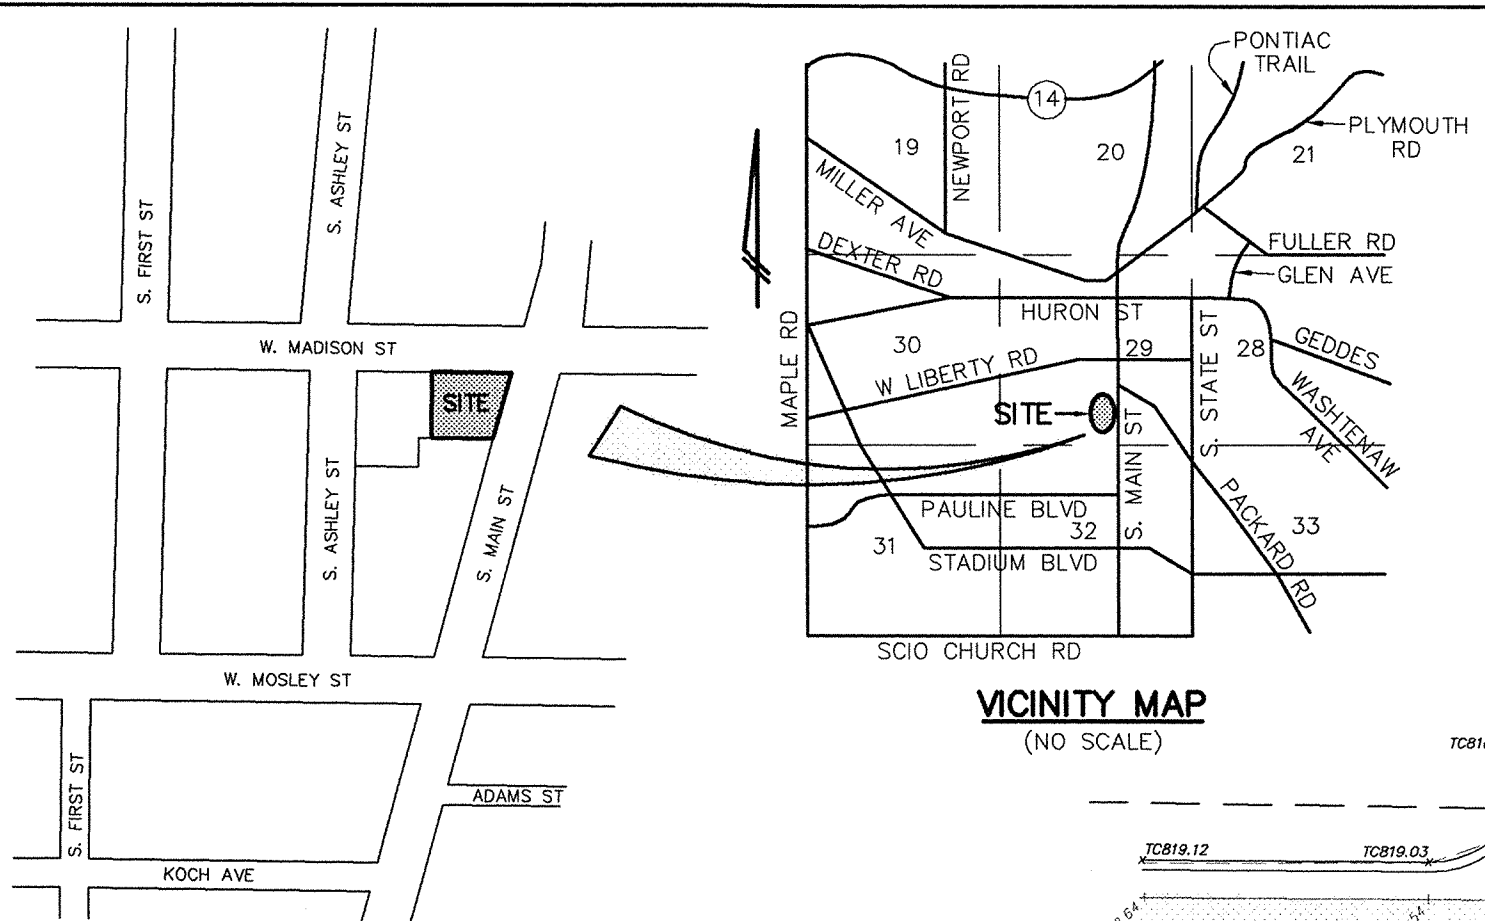 S. FIRST ST
S. ASHLEY ST
W. MADISON ST
SITE
S. ASHLEY ST
S. MAIN ST
W. MOSLEY ST
S. FIRST ST
ADAMS ST
KOCH AVE
PONTIAC
TRAIL
14
NEWPORT RD
19
20
21
PLYMOUTH
RD
MILLER AVE
DEXTER RD
FULLER RD
GLEN AVE
HURON ST
MAPLE RD
30
29
S. STATE ST
28
GEDDES
W LIBERTY RD
WASHTENAW
AVE
SITE
S. MAIN ST
PAULINE BLVD
PACKARD RD
31
32
33
STADIUM BLVD
SCIO CHURCH RD
VICINITY MAP
(NO SCALE)
TC819.12
TC819.03